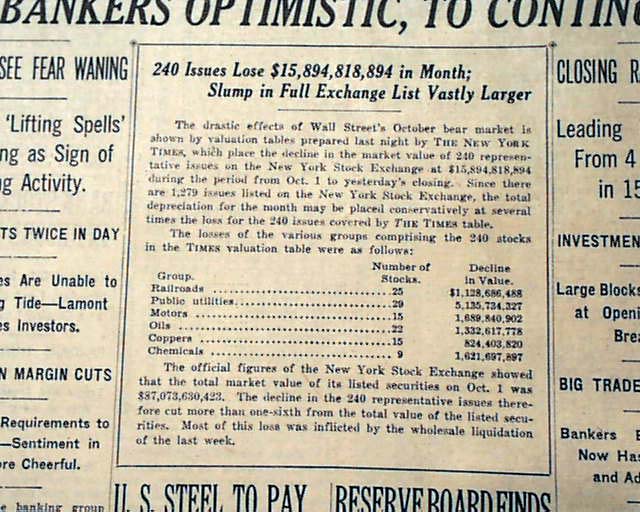 BANKERS OPTIMISTIC, TO CONTIN
SEE FEAR WANING
'Lifting Spells'
ng as Sign of
g Activity.
TS TWICE IN DAY
es Are Unable to
g Tide—Lamont
es Investors.
N MARGIN CUTS
Requirements to
—Sentiment in
ore Cheerful.
e banking group
240 Issues Lose $15,894,818,894 in Month;
Slump in Full Exchange List Vastly Larger
The drastic effects of Wall Street's October bear market is
shown by valuation tables prepared last night by THE NEW YORK
TIMES, which place the decline in the market value of 240 represen-
tative issues on the New York Stock Exchange at $15,894,818,894
during the period from Oct. 1 to yesterday's closing. Since there
are 1,279 issues listed on the New York Stock Exchange, the total
depreciation for the month may be placed conservatively at several
times the loss for the 240 issues covered by THE TIMES table.
The losses of the various groups comprising the 240 stocks
in the TIMES valuation table were as follows:
Number of Decline
Group. Stocks. in Value.
Railroads 25 $1,128,686,488
Public utilities 29 5,135,734,327
Motors 15 1,689,840,902
Oils 22 1,332,617,778
Coppers 15 824,403,820
Chemicals 9 1,621,697,897
The official figures of the New York Stock Exchange showed
that the total market value of its listed securities on Oct. 1 was
$87,073,630,423. The decline in the 240 representative issues there-
fore cut more than one-sixth from the total value of the listed secu-
rities. Most of this loss was inflicted by the wholesale liquidation
of the last week.
U. S. STEEL TO PAY
RESERVE BOARD FINDS
CLOSING RA
Leading
From 4
in 15
INVESTMEN
Large Blocks
at Openi
Brea
BIG TRADE
Bankers B
Now Has
and Ad